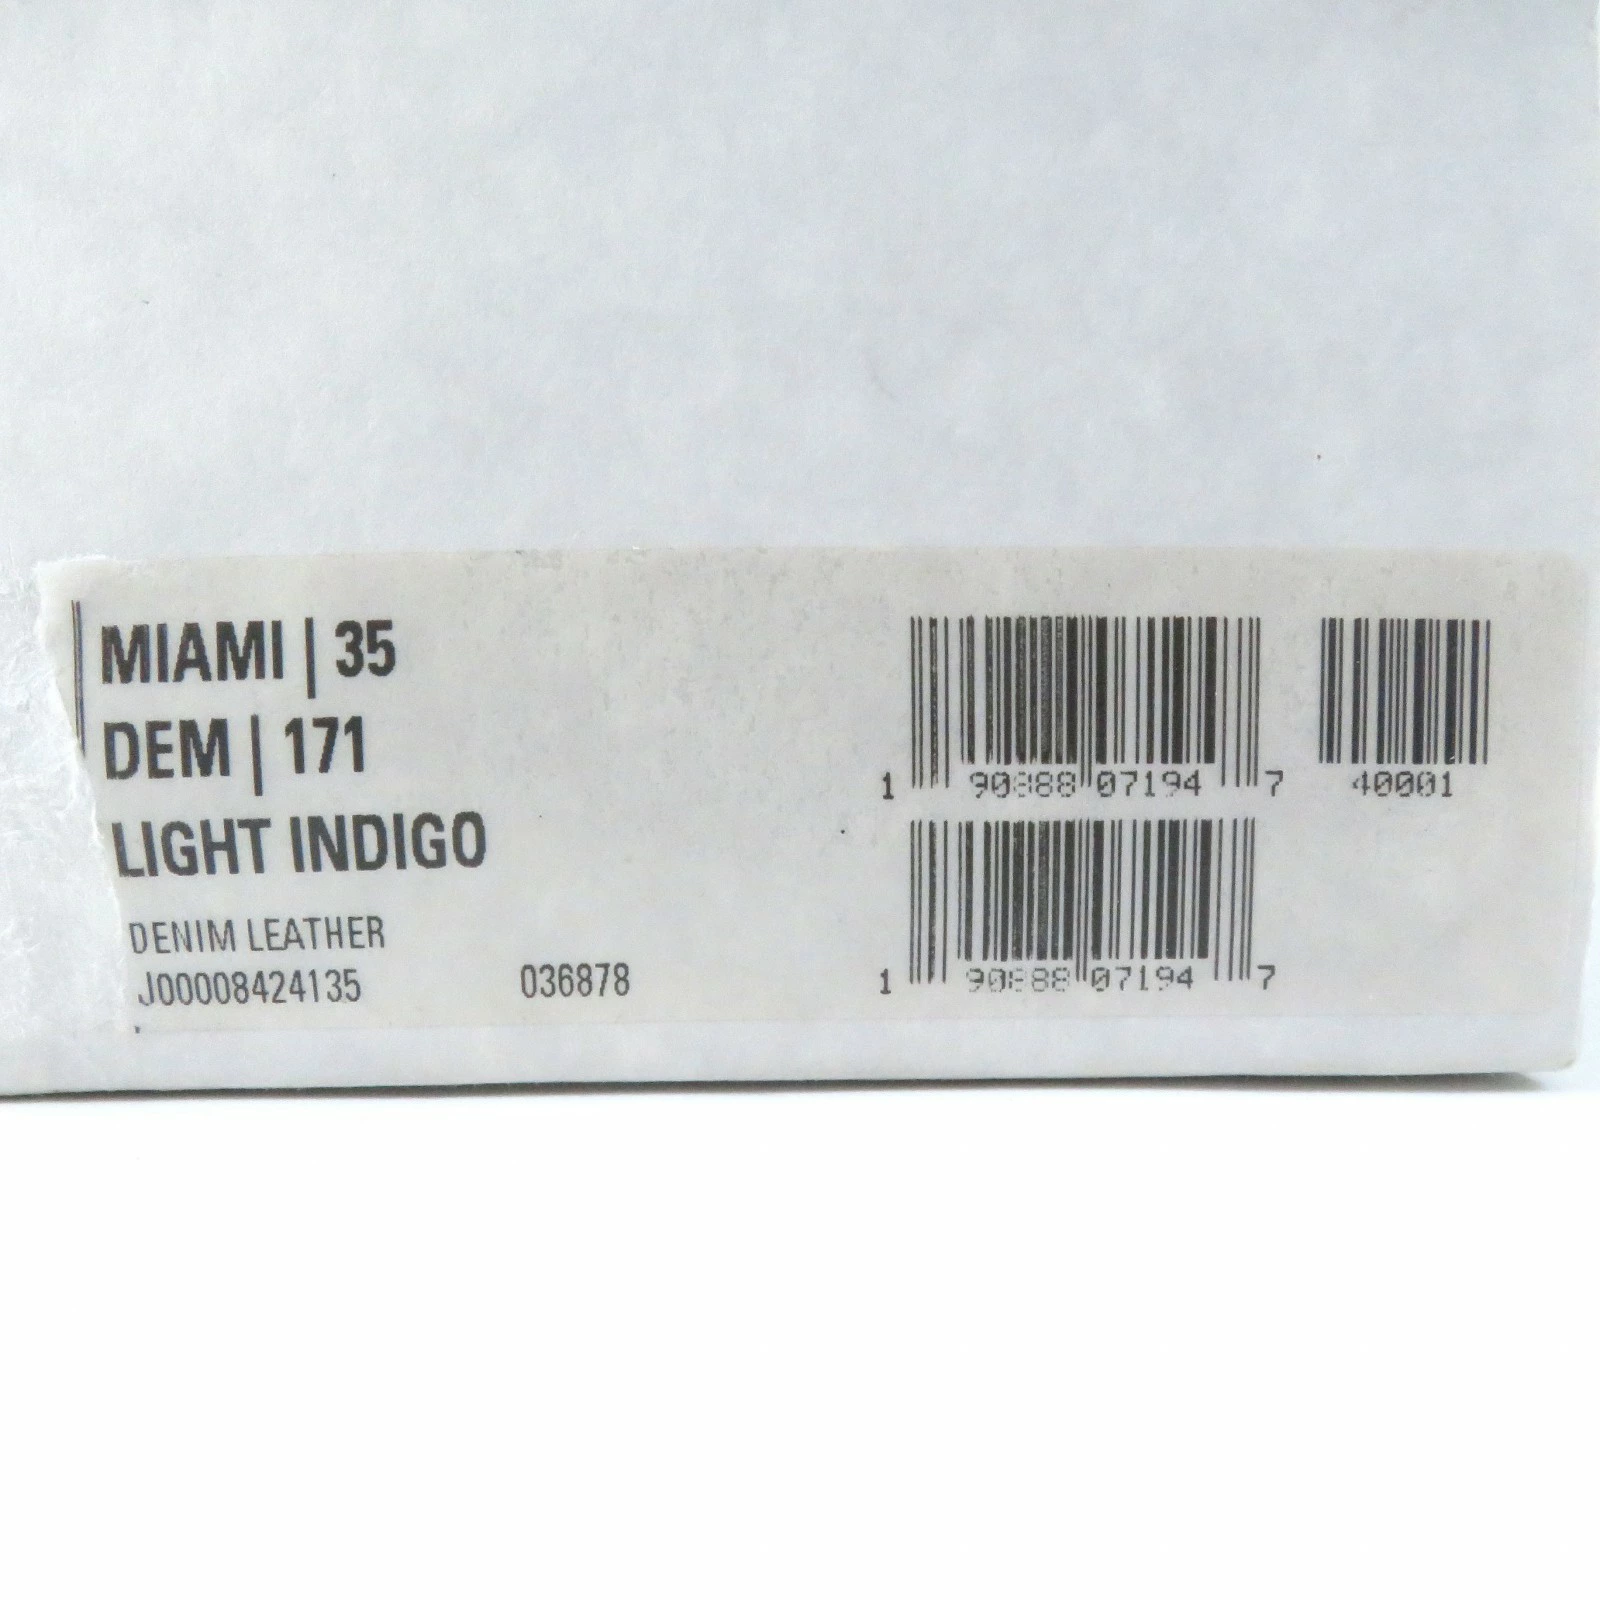 MIAMI | 35
DEM | 171
LIGHT INDIGO
DENIM LEATHER
J00008424135 036878
1 90888 07194 7 40001
1 90888 07194 7